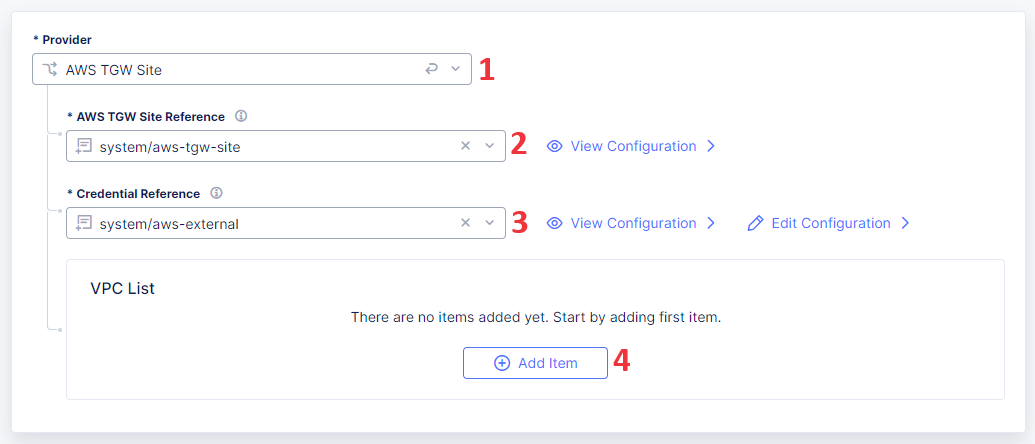 * Provider
AWS TGW Site 1
* AWS TGW Site Reference
system/aws-tgw-site 2 View Configuration
* Credential Reference
system/aws-external 3 View Configuration Edit Configuration
VPC List
There are no items added yet. Start by adding first item.
Add Item 4